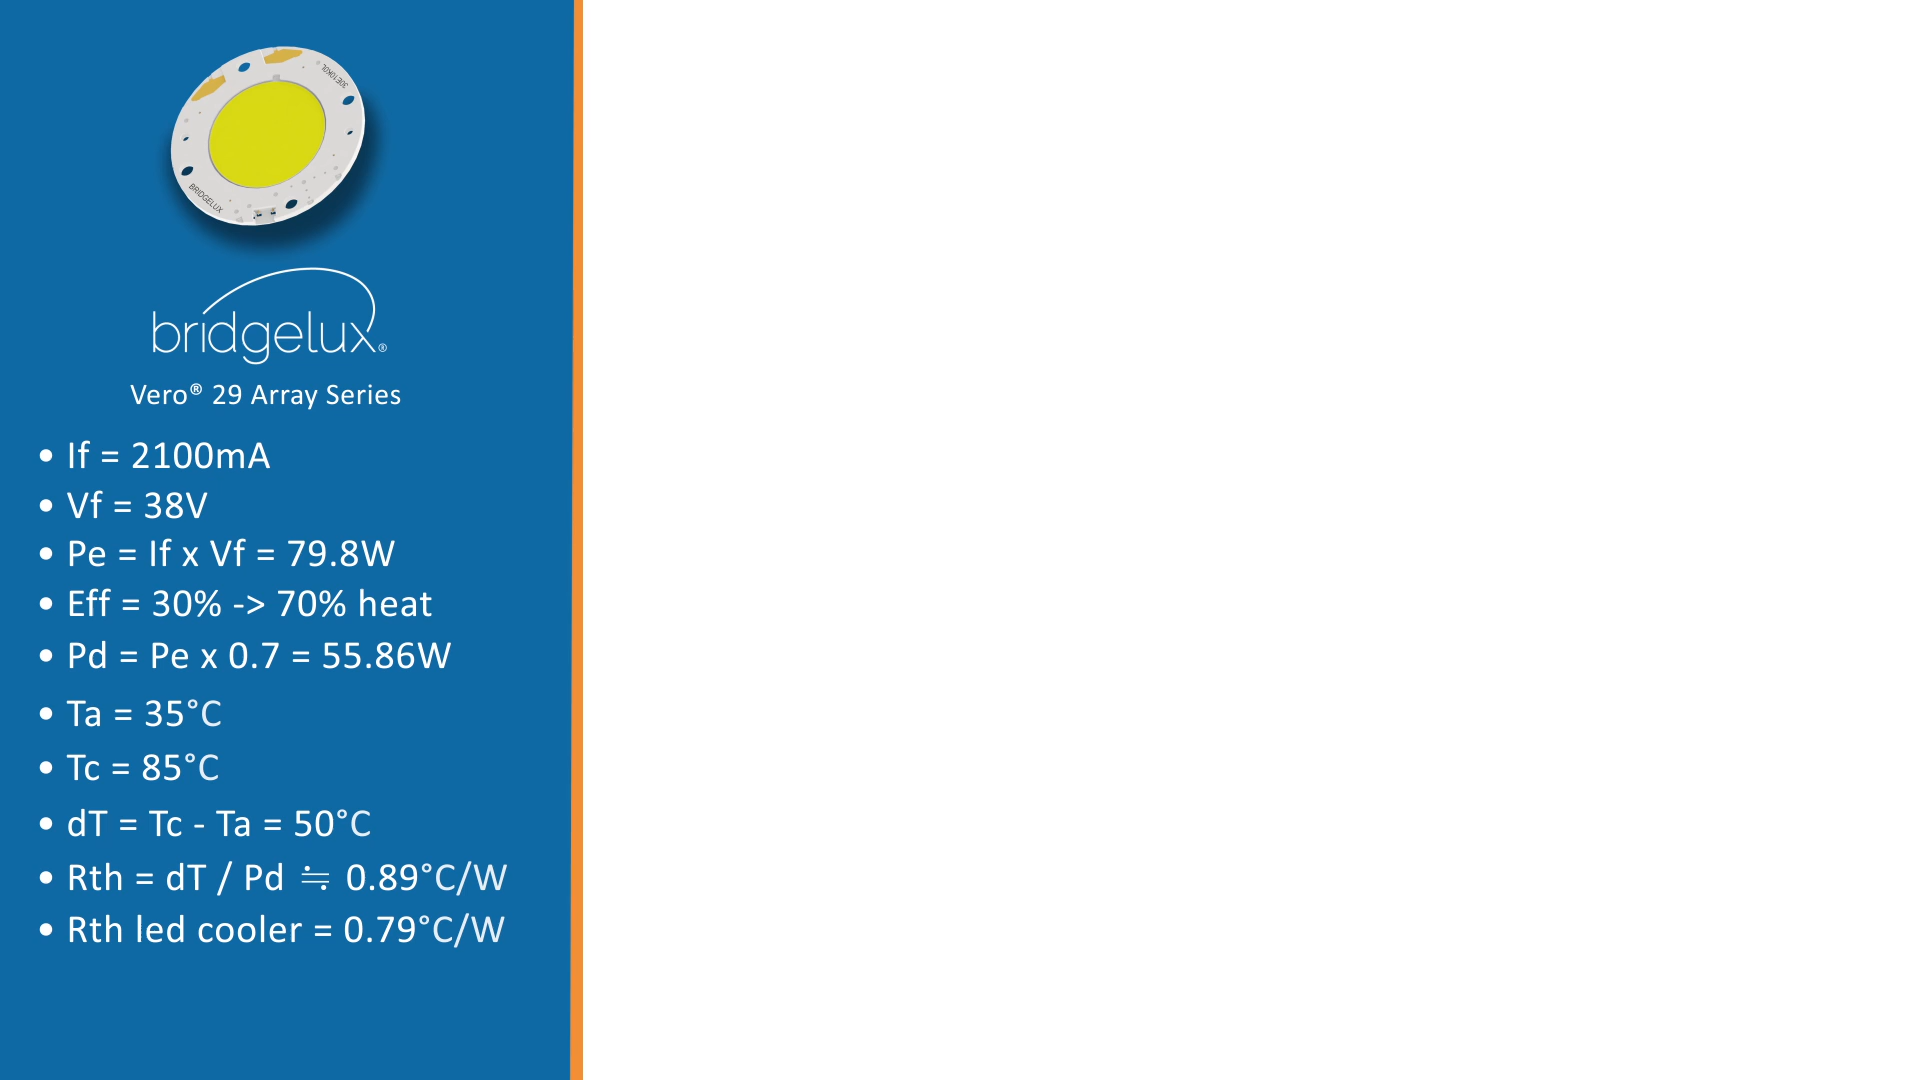 30E10K0L
BRIDGELUX
bridgelux®
Vero® 29 Array Series
• If = 2100mA
• Vf = 38V
• Pe = If x Vf = 79.8W
• Eff = 30% -> 70% heat
• Pd = Pe x 0.7 = 55.86W
• Ta = 35°C
• Tc = 85°C
• dT = Tc - Ta = 50°C
• Rth = dT / Pd ≒ 0.89°C/W
• Rth led cooler = 0.79°C/W